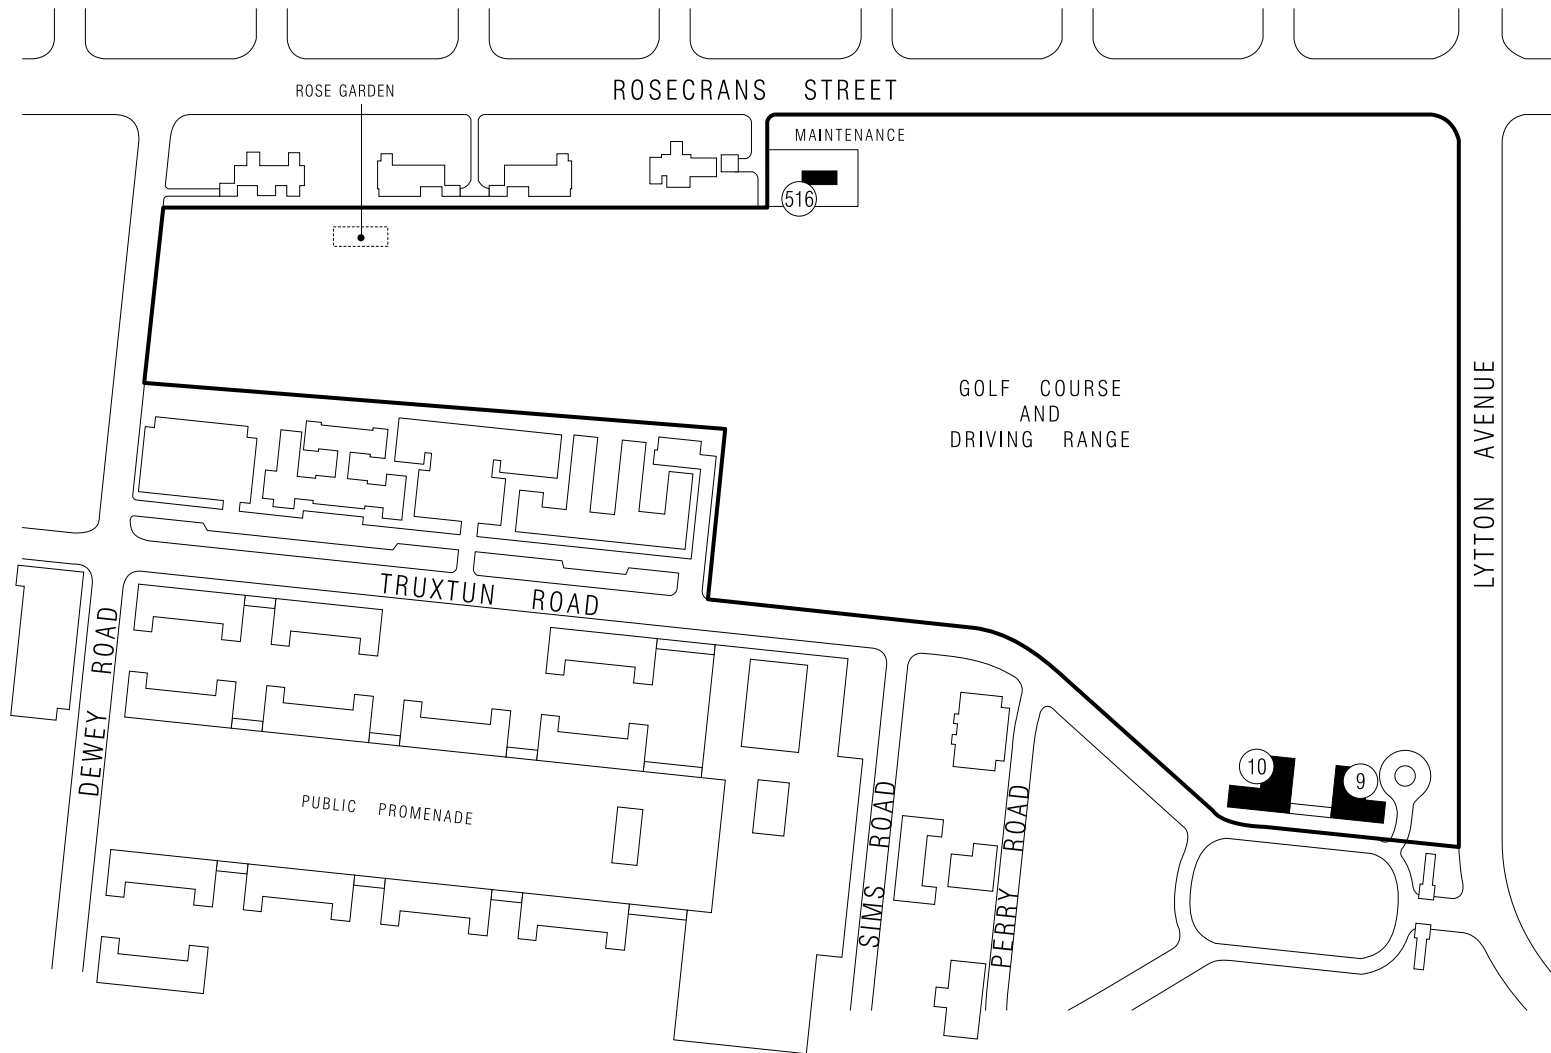 ROSE GARDEN
ROSECRANS STREET
MAINTENANCE
516
GOLF COURSE
AND
DRIVING RANGE
LYTTON AVENUE
TRUXTUN ROAD
DEWEY ROAD
PUBLIC PROMENADE
10
9
SIMS ROAD
PERRY ROAD